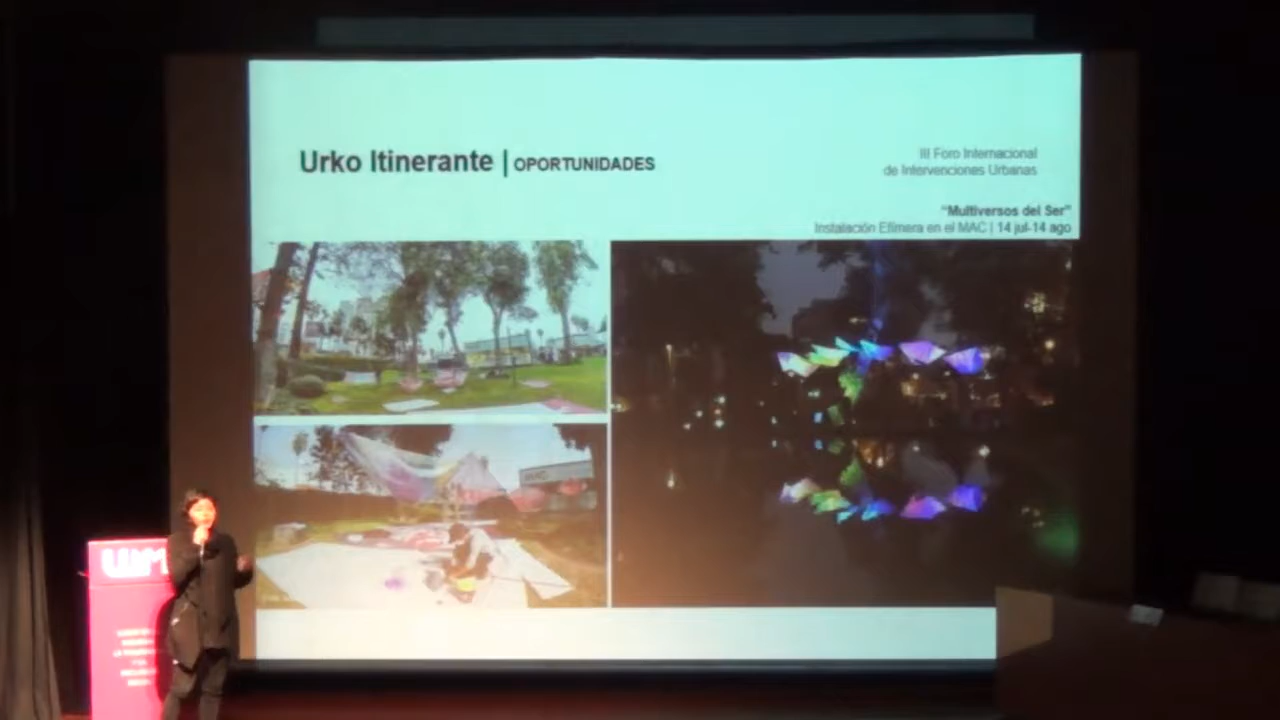 Urko Itinerante | OPORTUNIDADES
III Foro Internacional
de Intervenciones Urbanas
"Multiversos del Ser"
Instalación Efímera en el MAC | 14 jul-14 ago